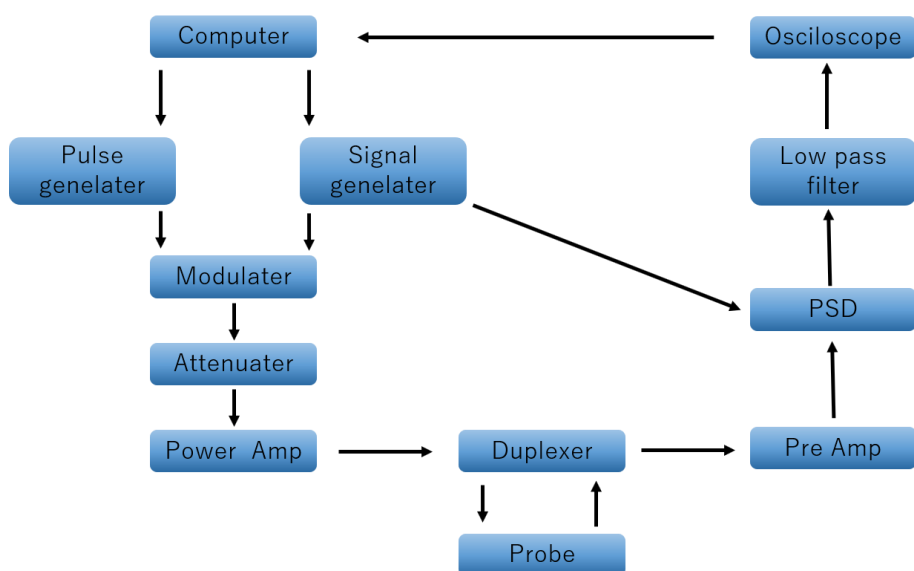 Computer
Osciloscope
Pulse
genelater
Signal
genelater
Low pass
filter
Modulater
PSD
Attenuater
Power Amp
Duplexer
Pre Amp
Probe